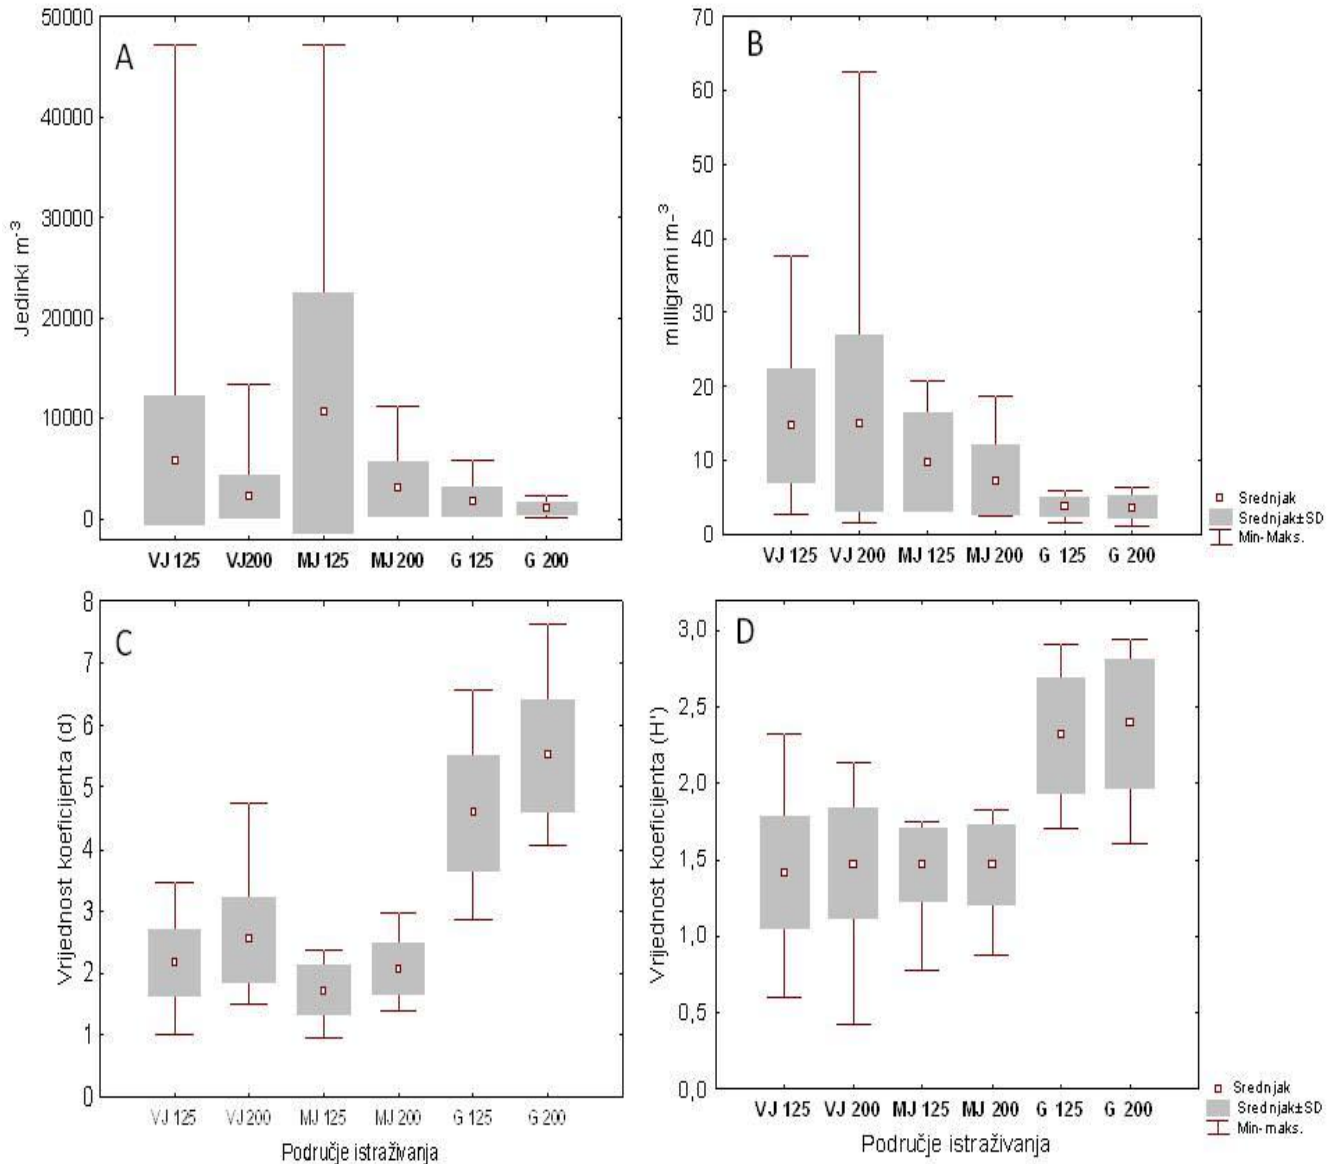 A
50000
40000
30000
20000
10000
0
Jedinki m⁻³
VJ 125 VJ200 MJ 125 MJ 200 G 125 G 200
B
70
60
50
40
30
20
10
0
milligrami m-³
VJ 125 VJ 200 MJ 125 MJ 200 G 125 G 200
Srednjak
Srednjak±SD
Min-Maks.
C
8
7
6
5
4
3
2
1
0
Vrijednost koeficijenta (d)
VJ 125 VJ 200 MJ 125 MJ 200 G 125 G 200
Područje istraživanja
D
3,0
2,5
2,0
1,5
1,0
0,5
0,0
Vrijednost koeficijenta (H')
VJ 125 VJ 200 MJ 125 MJ 200 G 125 G 200
Područje istraživanja
Srednjak
Srednjak±SD
Min-maks.